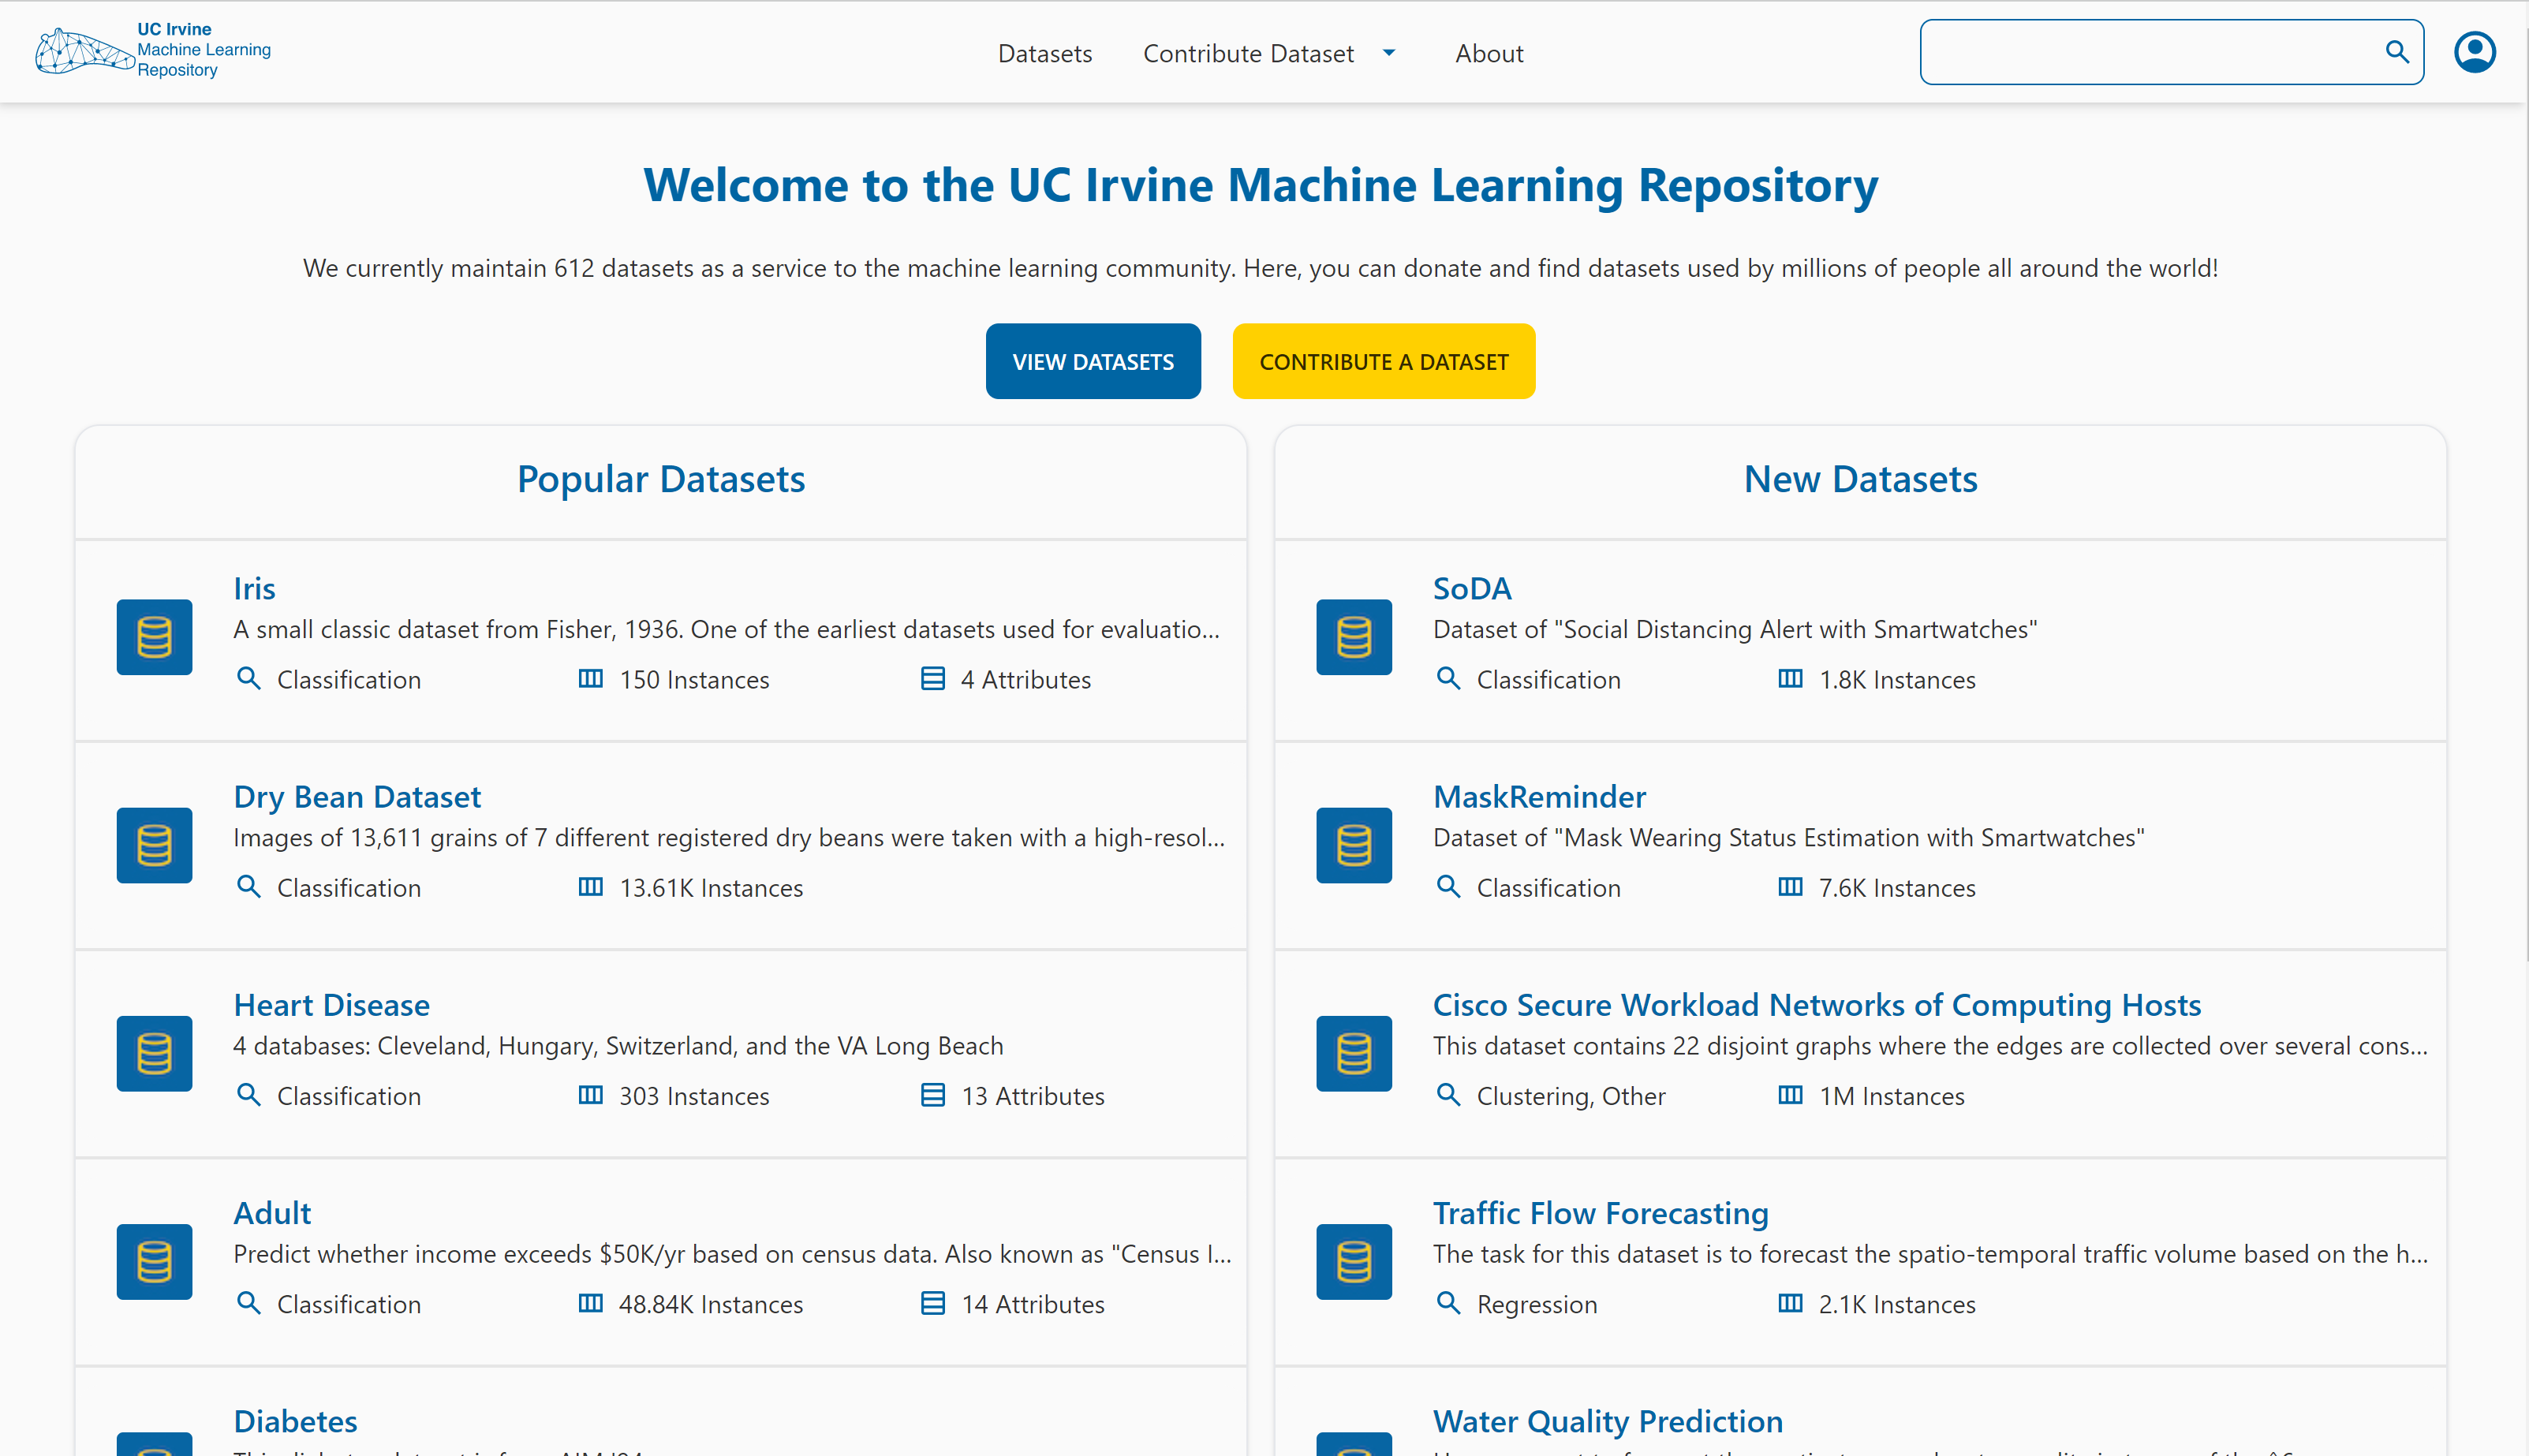 UC Irvine
Machine Learning
Repository
Datasets
Contribute Dataset
About
Welcome to the UC Irvine Machine Learning Repository
We currently maintain 612 datasets as a service to the machine learning community. Here, you can donate and find datasets used by millions of people all around the world!
VIEW DATASETS
CONTRIBUTE A DATASET
Popular Datasets
Iris
A small classic dataset from Fisher, 1936. One of the earliest datasets used for evaluatio...
Classification
150 Instances
4 Attributes
Dry Bean Dataset
Images of 13,611 grains of 7 different registered dry beans were taken with a high-resol...
Classification
13.61K Instances
Heart Disease
4 databases: Cleveland, Hungary, Switzerland, and the VA Long Beach
Classification
303 Instances
13 Attributes
Adult
Predict whether income exceeds $50K/yr based on census data. Also known as "Census I...
Classification
48.84K Instances
14 Attributes
Diabetes
New Datasets
SoDA
Dataset of "Social Distancing Alert with Smartwatches"
Classification
1.8K Instances
MaskReminder
Dataset of "Mask Wearing Status Estimation with Smartwatches"
Classification
7.6K Instances
Cisco Secure Workload Networks of Computing Hosts
This dataset contains 22 disjoint graphs where the edges are collected over several cons...
Clustering, Other
1M Instances
Traffic Flow Forecasting
The task for this dataset is to forecast the spatio-temporal traffic volume based on the h...
Regression
2.1K Instances
Water Quality Prediction